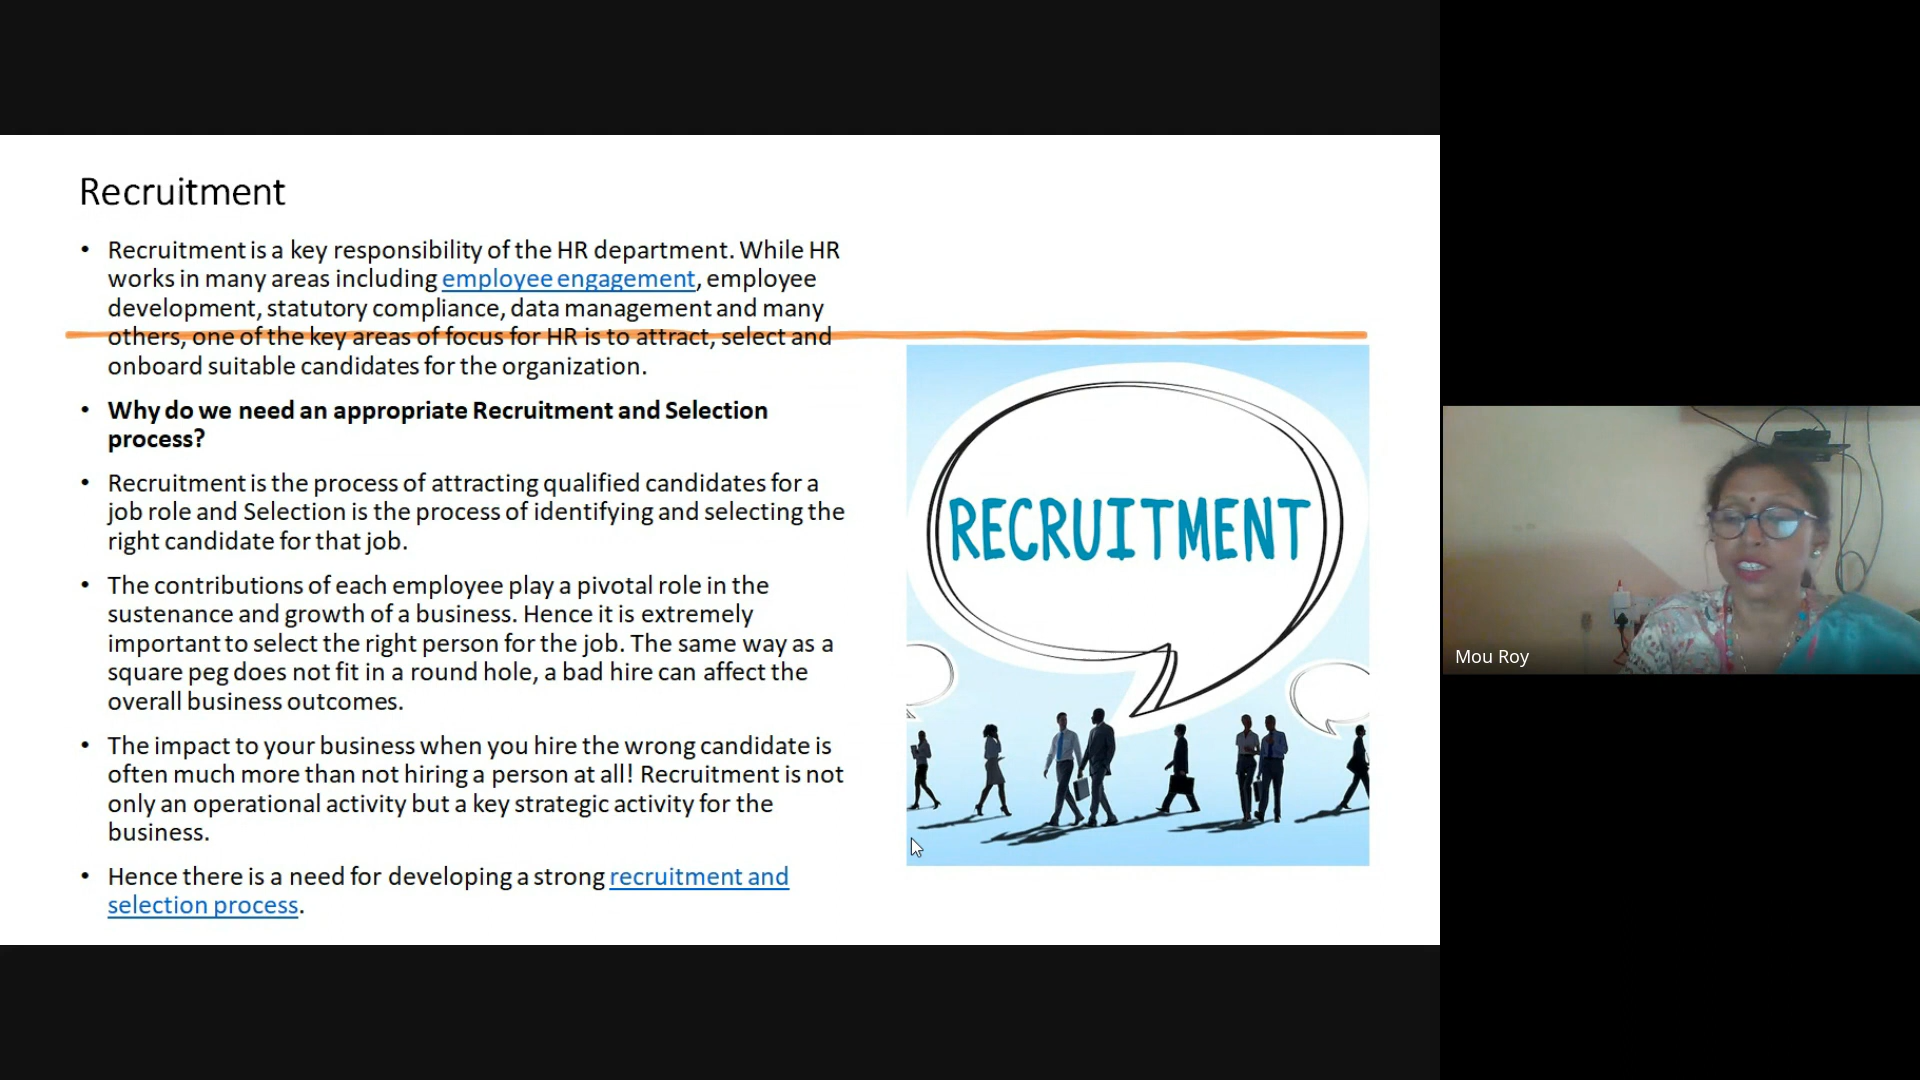 Recruitment
• Recruitment is a key responsibility of the HR department. While HR
works in many areas including employee engagement, employee
development, statutory compliance, data management and many
others, one of the key areas of focus for HR is to attract, select and
onboard suitable candidates for the organization.
• Why do we need an appropriate Recruitment and Selection
process?
• Recruitment is the process of attracting qualified candidates for a
job role and Selection is the process of identifying and selecting the
right candidate for that job.
• The contributions of each employee play a pivotal role in the
sustenance and growth of a business. Hence it is extremely
important to select the right person for the job. The same way as a
square peg does not fit in a round hole, a bad hire can affect the
overall business outcomes.
• The impact to your business when you hire the wrong candidate is
often much more than not hiring a person at all! Recruitment is not
only an operational activity but a key strategic activity for the
business.
• Hence there is a need for developing a strong recruitment and
selection process.
RECRUITMENT
Mou Roy